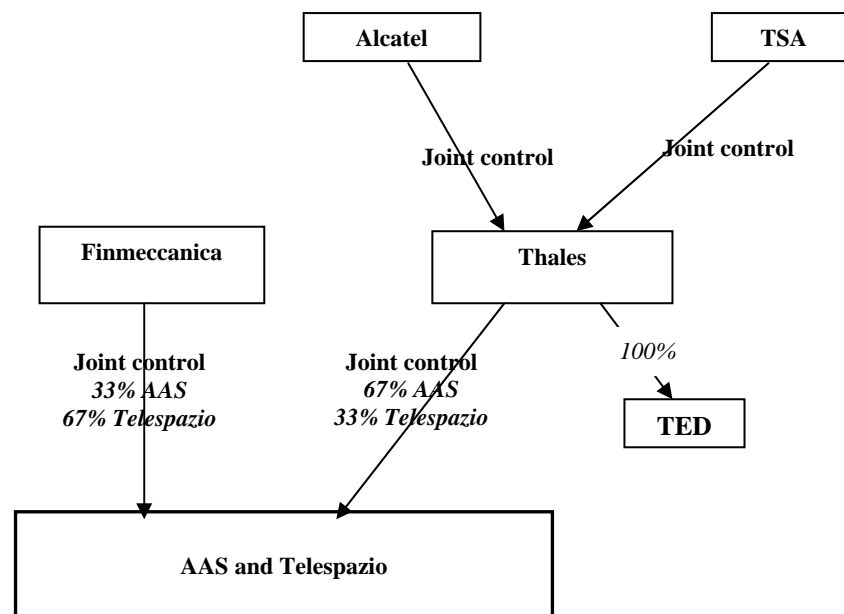 Alcatel
TSA
Joint control
Joint control
Finmeccanica
Thales
Joint control
33% AAS
67% Telespazio
Joint control
67% AAS
33% Telespazio
100%
TED
AAS and Telespazio